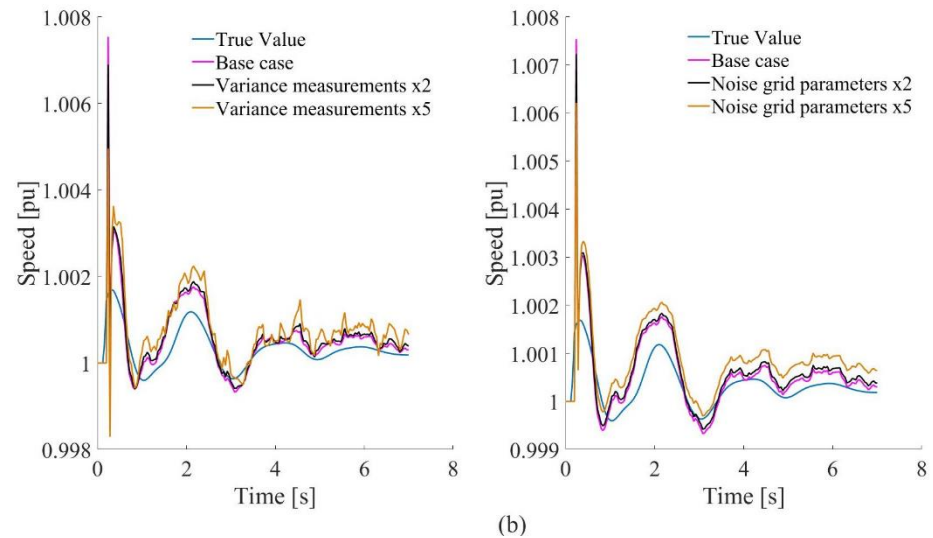 1.008
1.006
1.004
1.002
1
0.998
Speed [pu]
0
2
4
6
8
Time [s]
True Value
Base case
Variance measurements x2
Variance measurements x5
1.008
1.007
1.006
1.005
1.004
1.003
1.002
1.001
1
0.999
Speed [pu]
0
2
4
6
8
Time [s]
True Value
Base case
Noise grid parameters x2
Noise grid parameters x5
(b)